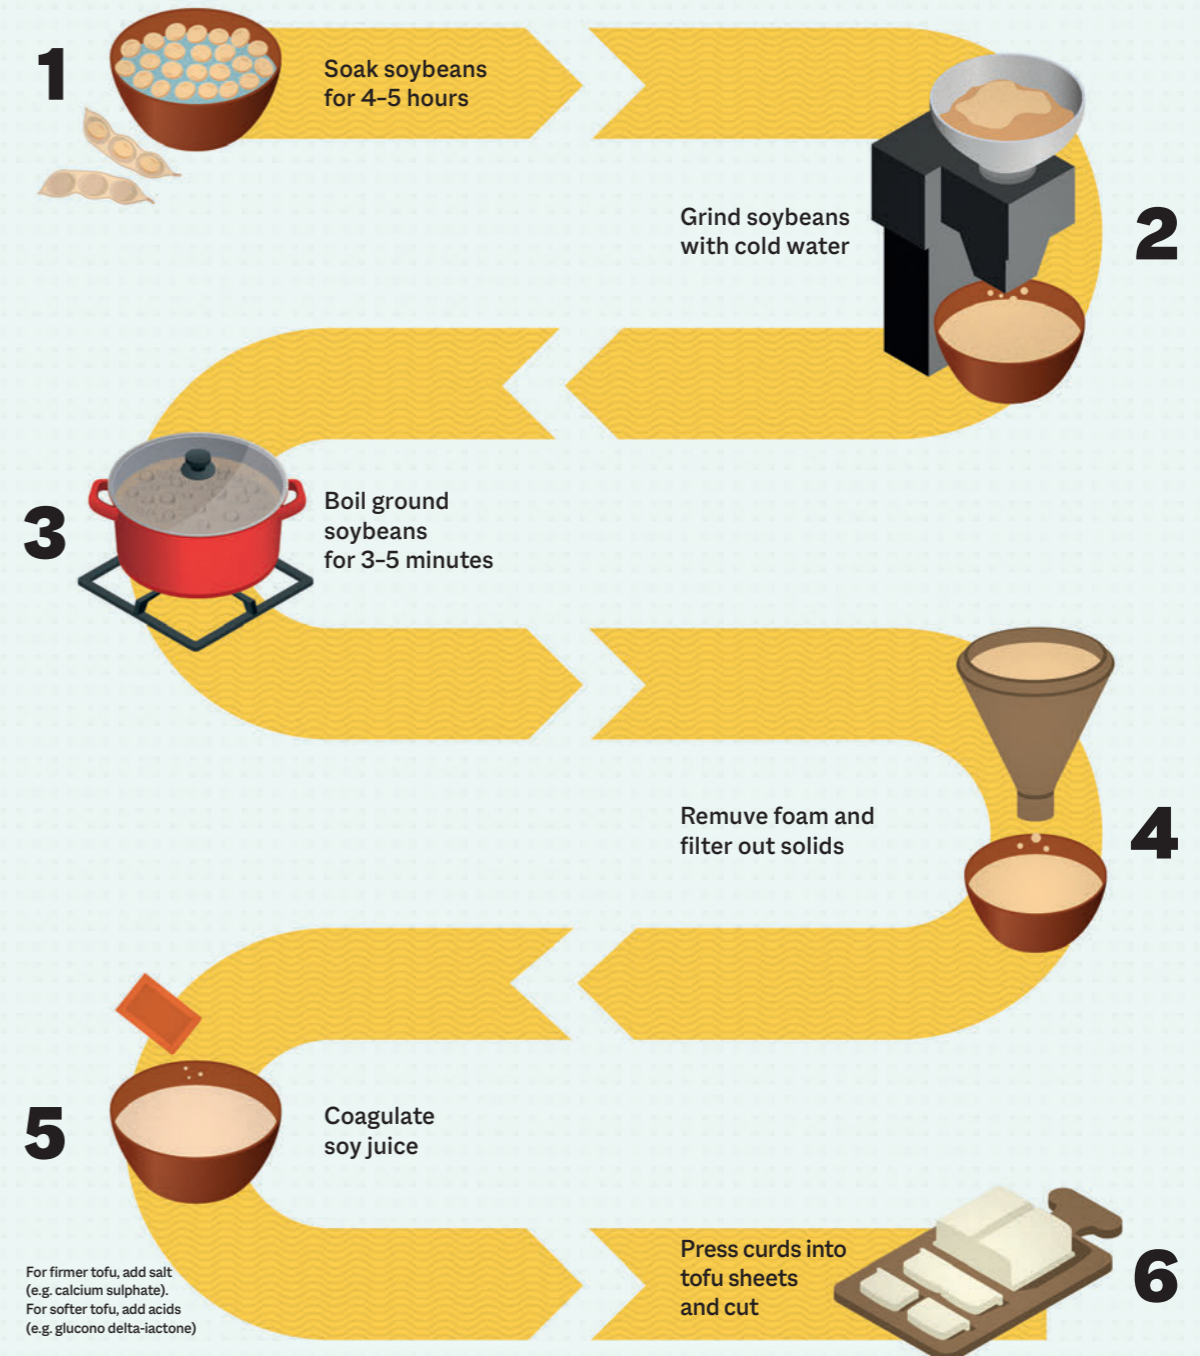 1
Soak soybeans
for 4–5 hours
Grind soybeans
with cold water
2
3
Boil ground
soybeans
for 3–5 minutes
Remuve foam and
filter out solids
4
5
Coagulate
soy juice
For firmer tofu, add salt
(e.g. calcium sulphate).
For softer tofu, add acids
(e.g. glucono delta-iactone)
Press curds into
tofu sheets
and cut
6